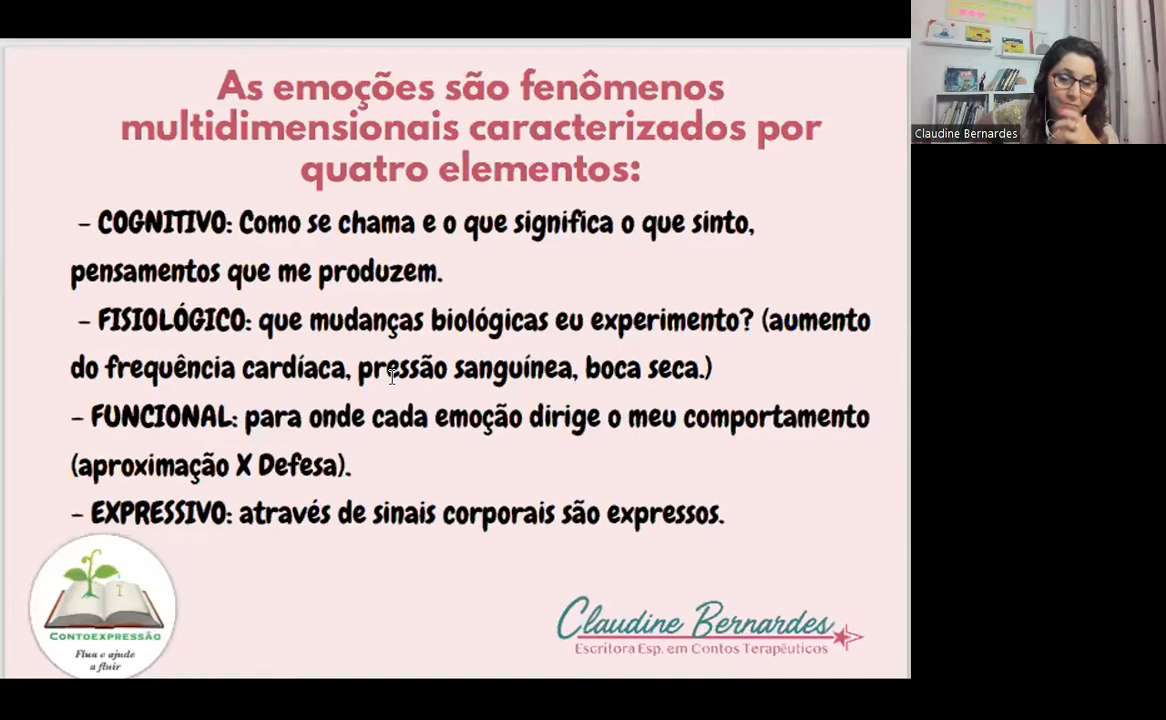 As emoções são fenômenos
multidimensionais caracterizados por
quatro elementos:
- COGNITIVO: Como se chama e o que significa o que sinto,
pensamentos que me produzem.
- FISIOLÓGICO: que mudanças biológicas eu experimento? (aumento
do frequência cardíaca, pressão sanguínea, boca seca.)
- FUNCIONAL: para onde cada emoção dirige o meu comportamento
(aproximação X Defesa).
- EXPRESSIVO: através de sinais corporais são expressos.
CONTOEXPRESSÃO
Flua e ajude
a fluir
Claudine Bernardes
Escritora Esp. em Contos Terapêuticos
Claudine Bernardes